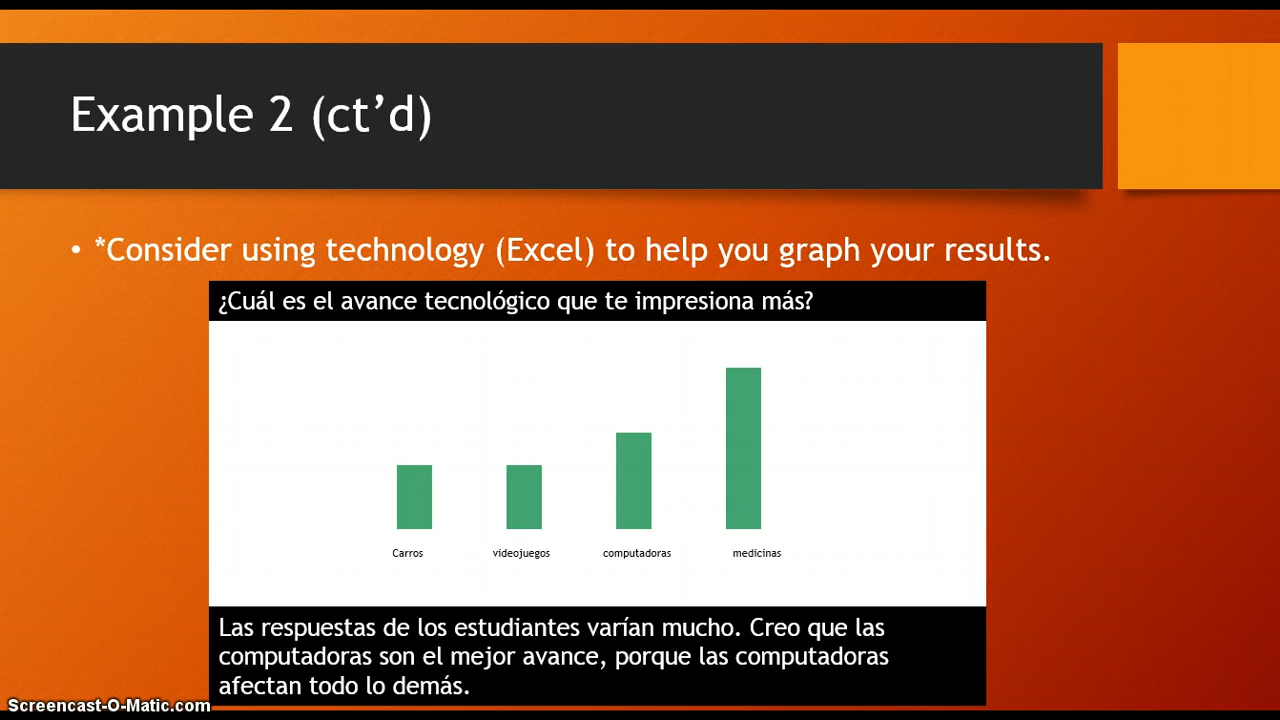 Example 2 (ct’d)
• *Consider using technology (Excel) to help you graph your results.
¿Cuál es el avance tecnológico que te impresiona más?
Carros videojuegos computadoras medicinas
Las respuestas de los estudiantes varían mucho. Creo que las
computadoras son el mejor avance, porque las computadoras
afectan todo lo demás.
Screencast-O-Matic.com